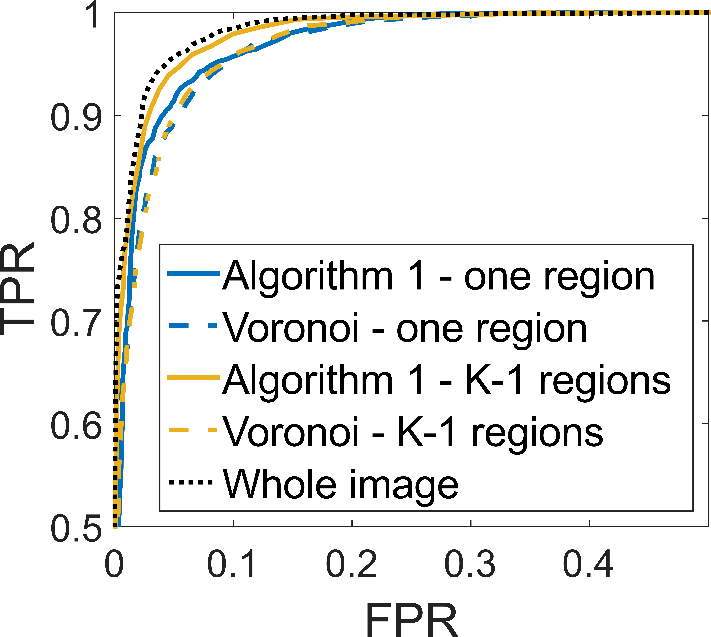 1
0.9
0.8
0.7
0.6
0.5
TPR
Algorithm 1 - one region
Voronoi - one region
Algorithm 1 - K-1 regions
Voronoi - K-1 regions
Whole image
0 0.1 0.2 0.3 0.4
FPR